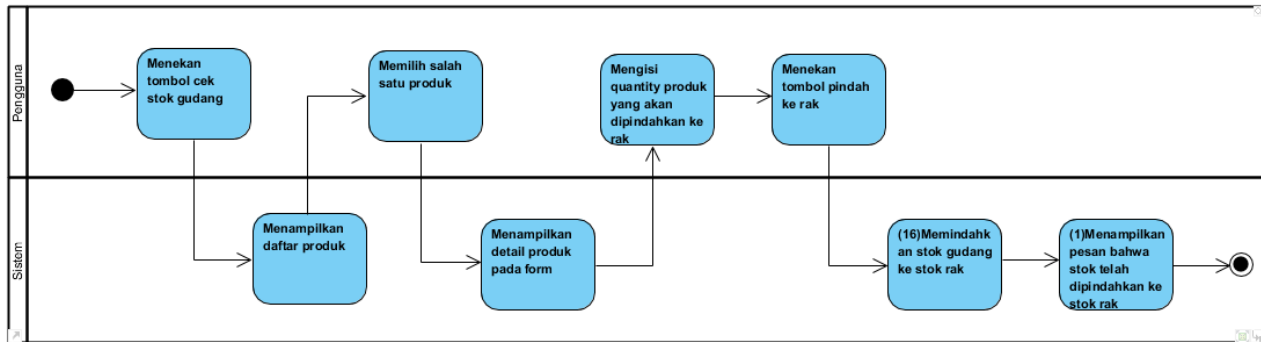 Pengguna
Menekan
tombol cek
stok gudang
Memilih salah
satu produk
Mengisi
quantity produk
yang akan
dipindahkan ke
rak
Menekan
tombol pindah
ke rak
Sistem
Menampilkan
daftar produk
Menampilkan
detail produk
pada form
(16)Memindahk
an stok gudang
ke stok rak
(1)Menampilkan
pesan bahwa
stok telah
dipindahkan ke
stok rak